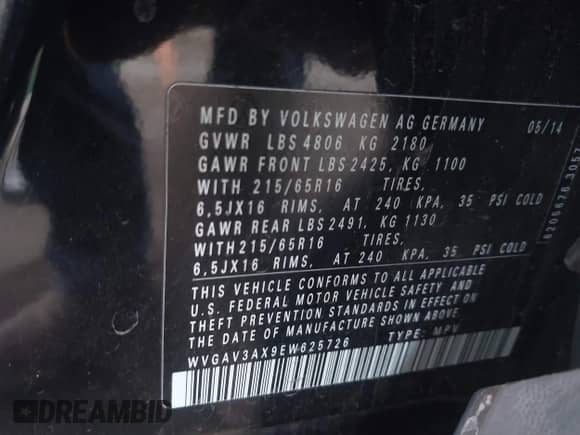 MFD BY VOLKSWAGEN AG GERMANY 05/14
GVWR LBS 4806 KG 2180
GAWR FRONT LBS 2425, KG 1100
WITH 215/65R16 TIRES,
6,5JX16 RIMS, AT 240 KPA, 35 PSI COLD
GAWR REAR LBS 2491, KG 1130
WITH 215/65R16 TIRES,
6,5JX16 RIMS, AT 240 KPA, 35 PSI COLD
THIS VEHICLE CONFORMS TO ALL APPLICABLE
U.S. FEDERAL MOTOR VEHICLE SAFETY AND
THEFT PREVENTION STANDARDS IN EFFECT ON
THE DATE OF MANUFACTURE SHOWN ABOVE.
WVGAV3AX9EW625726 TYPE: MPV
DREAMBID